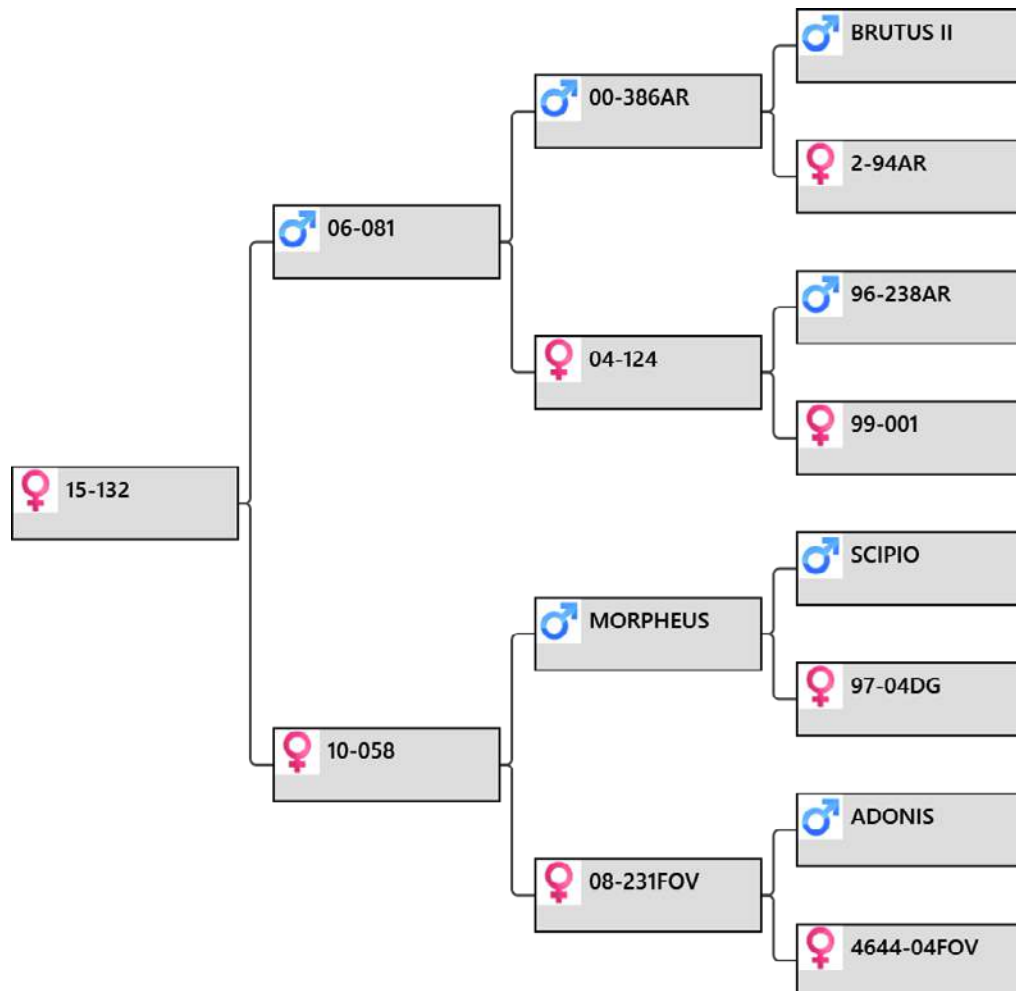 BRUTUS II
00-386AR
2-94AR
06-081
96-238AR
04-124
99-001
15-132
SCIPIO
MORPHEUS
97-04DG
10-058
ADONIS
08-231FOV
4644-04FOV